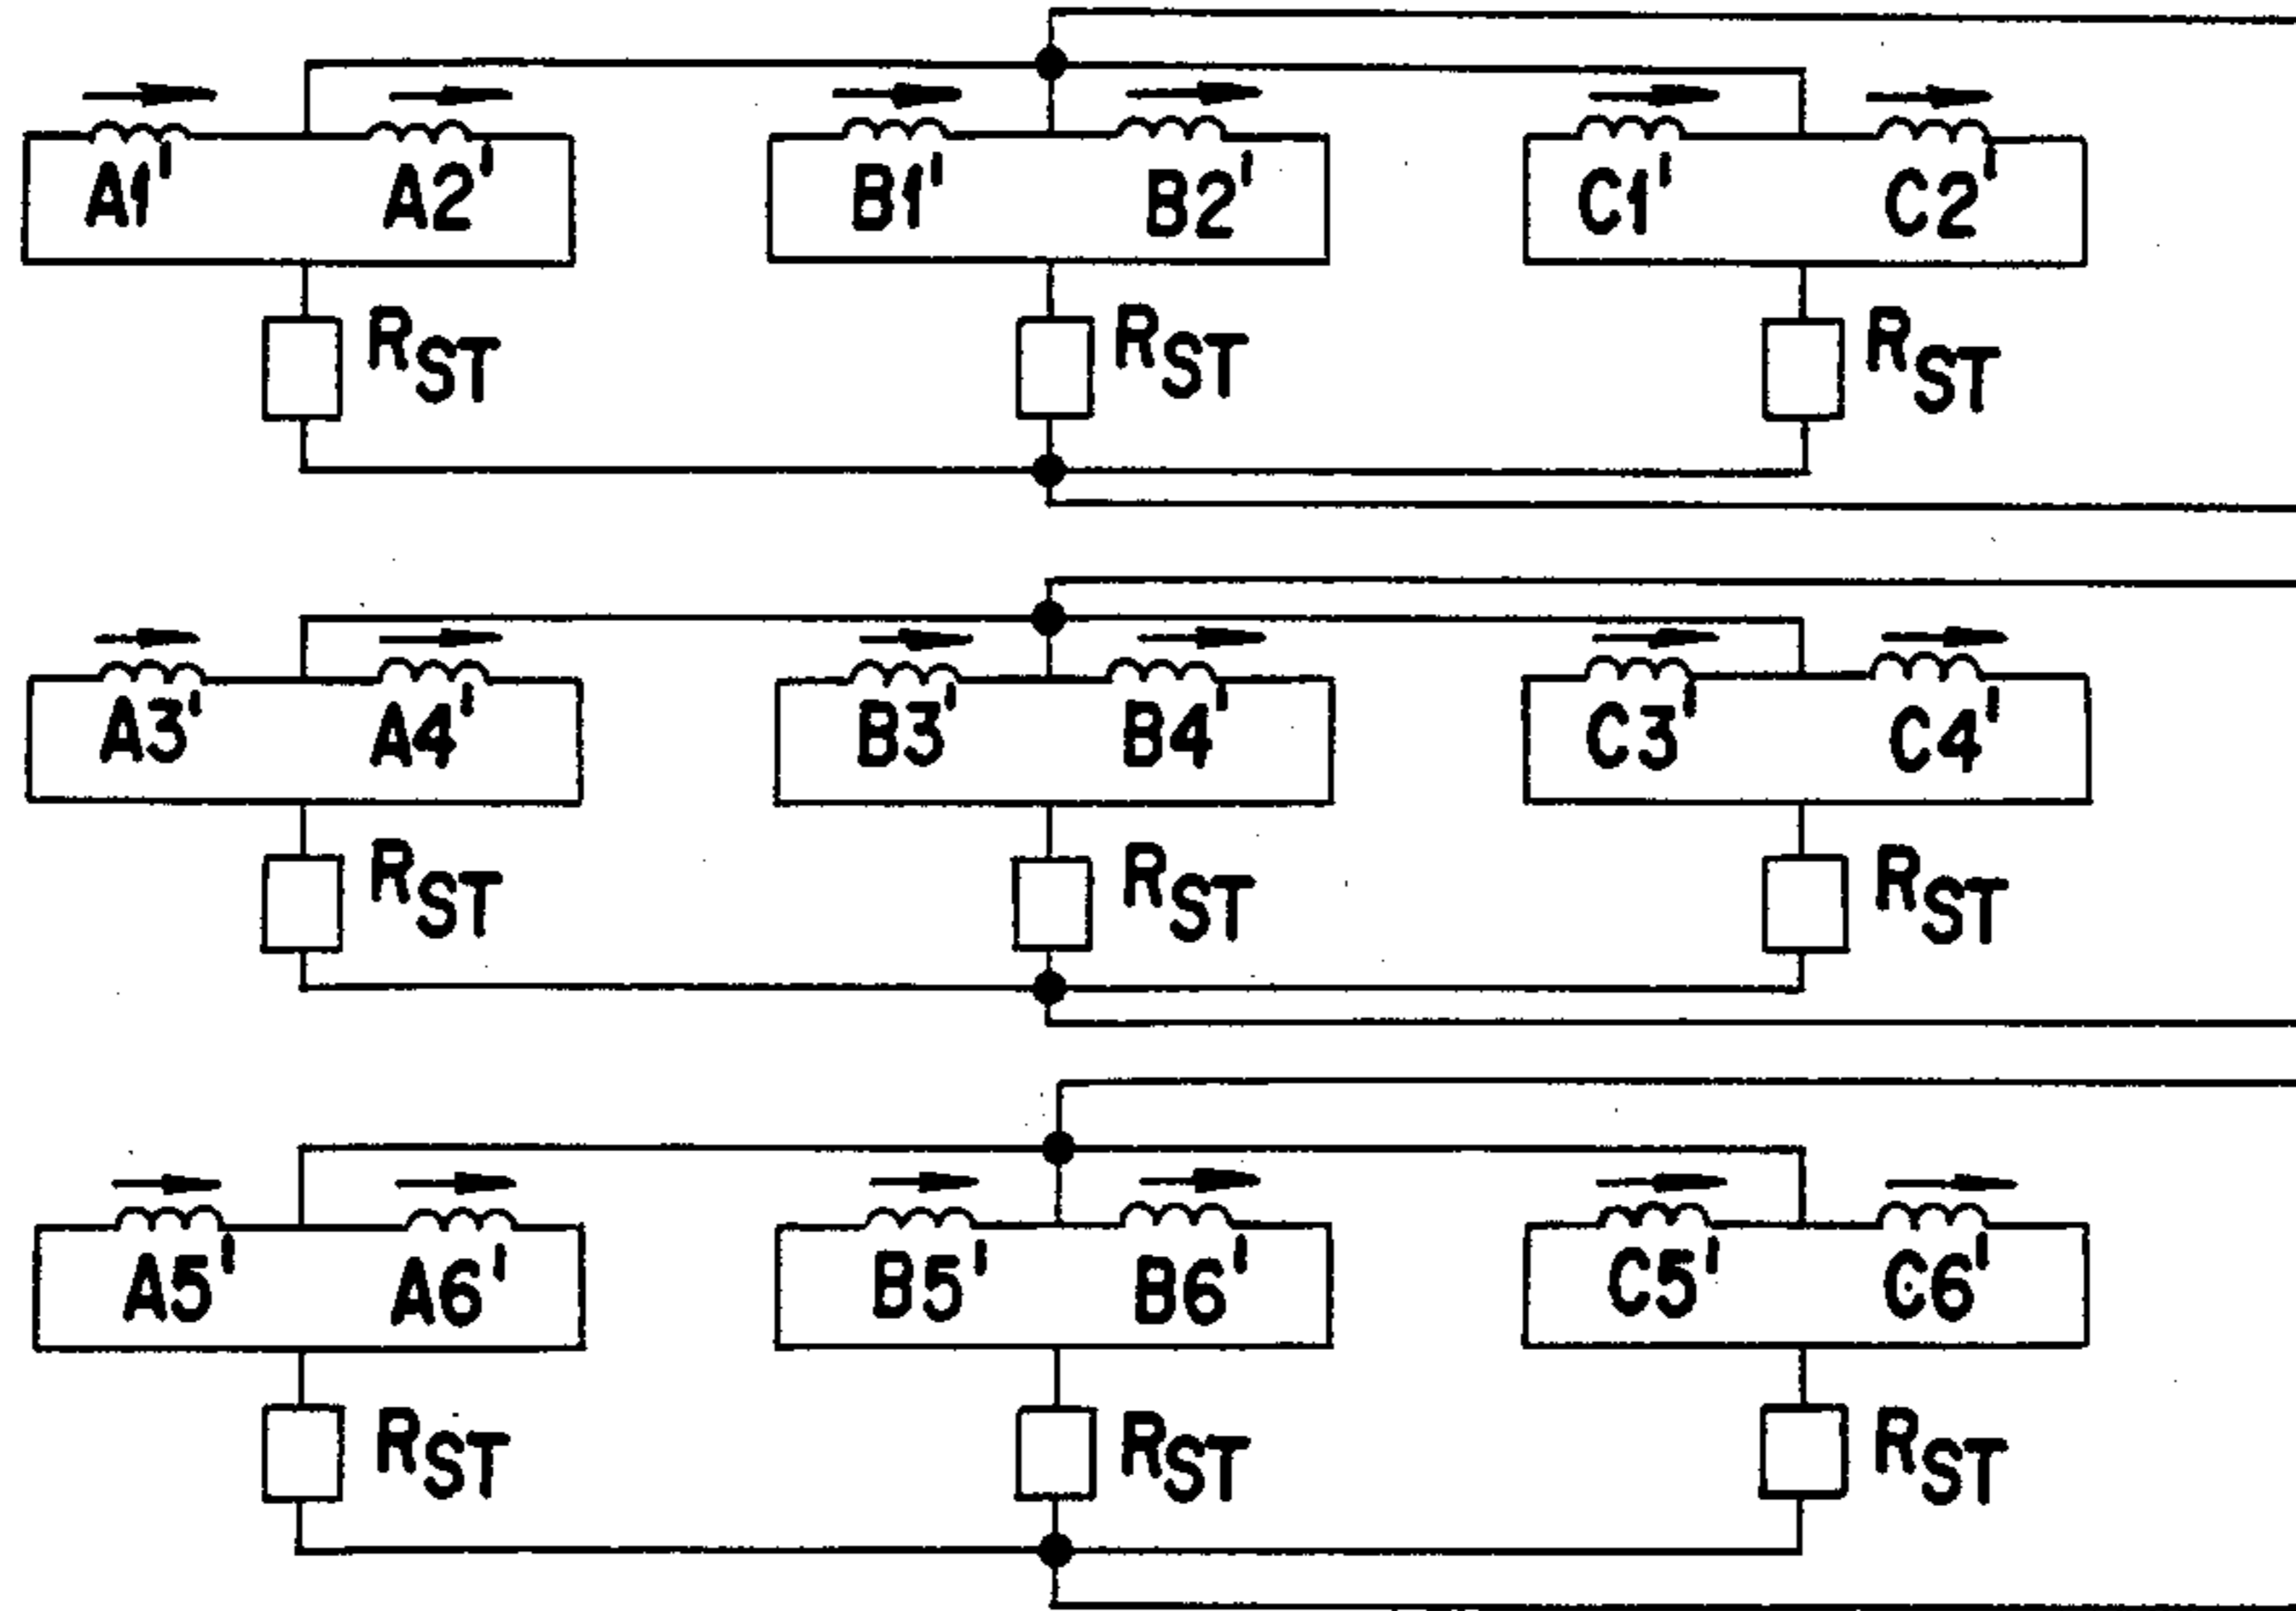 A1' A2' B1' B2' C1' C2'
RST RST RST
A3' A4' B3' B4' C3' C4'
RST RST RST
A5' A6' B5' B6' C5' C6'
RST RST RST